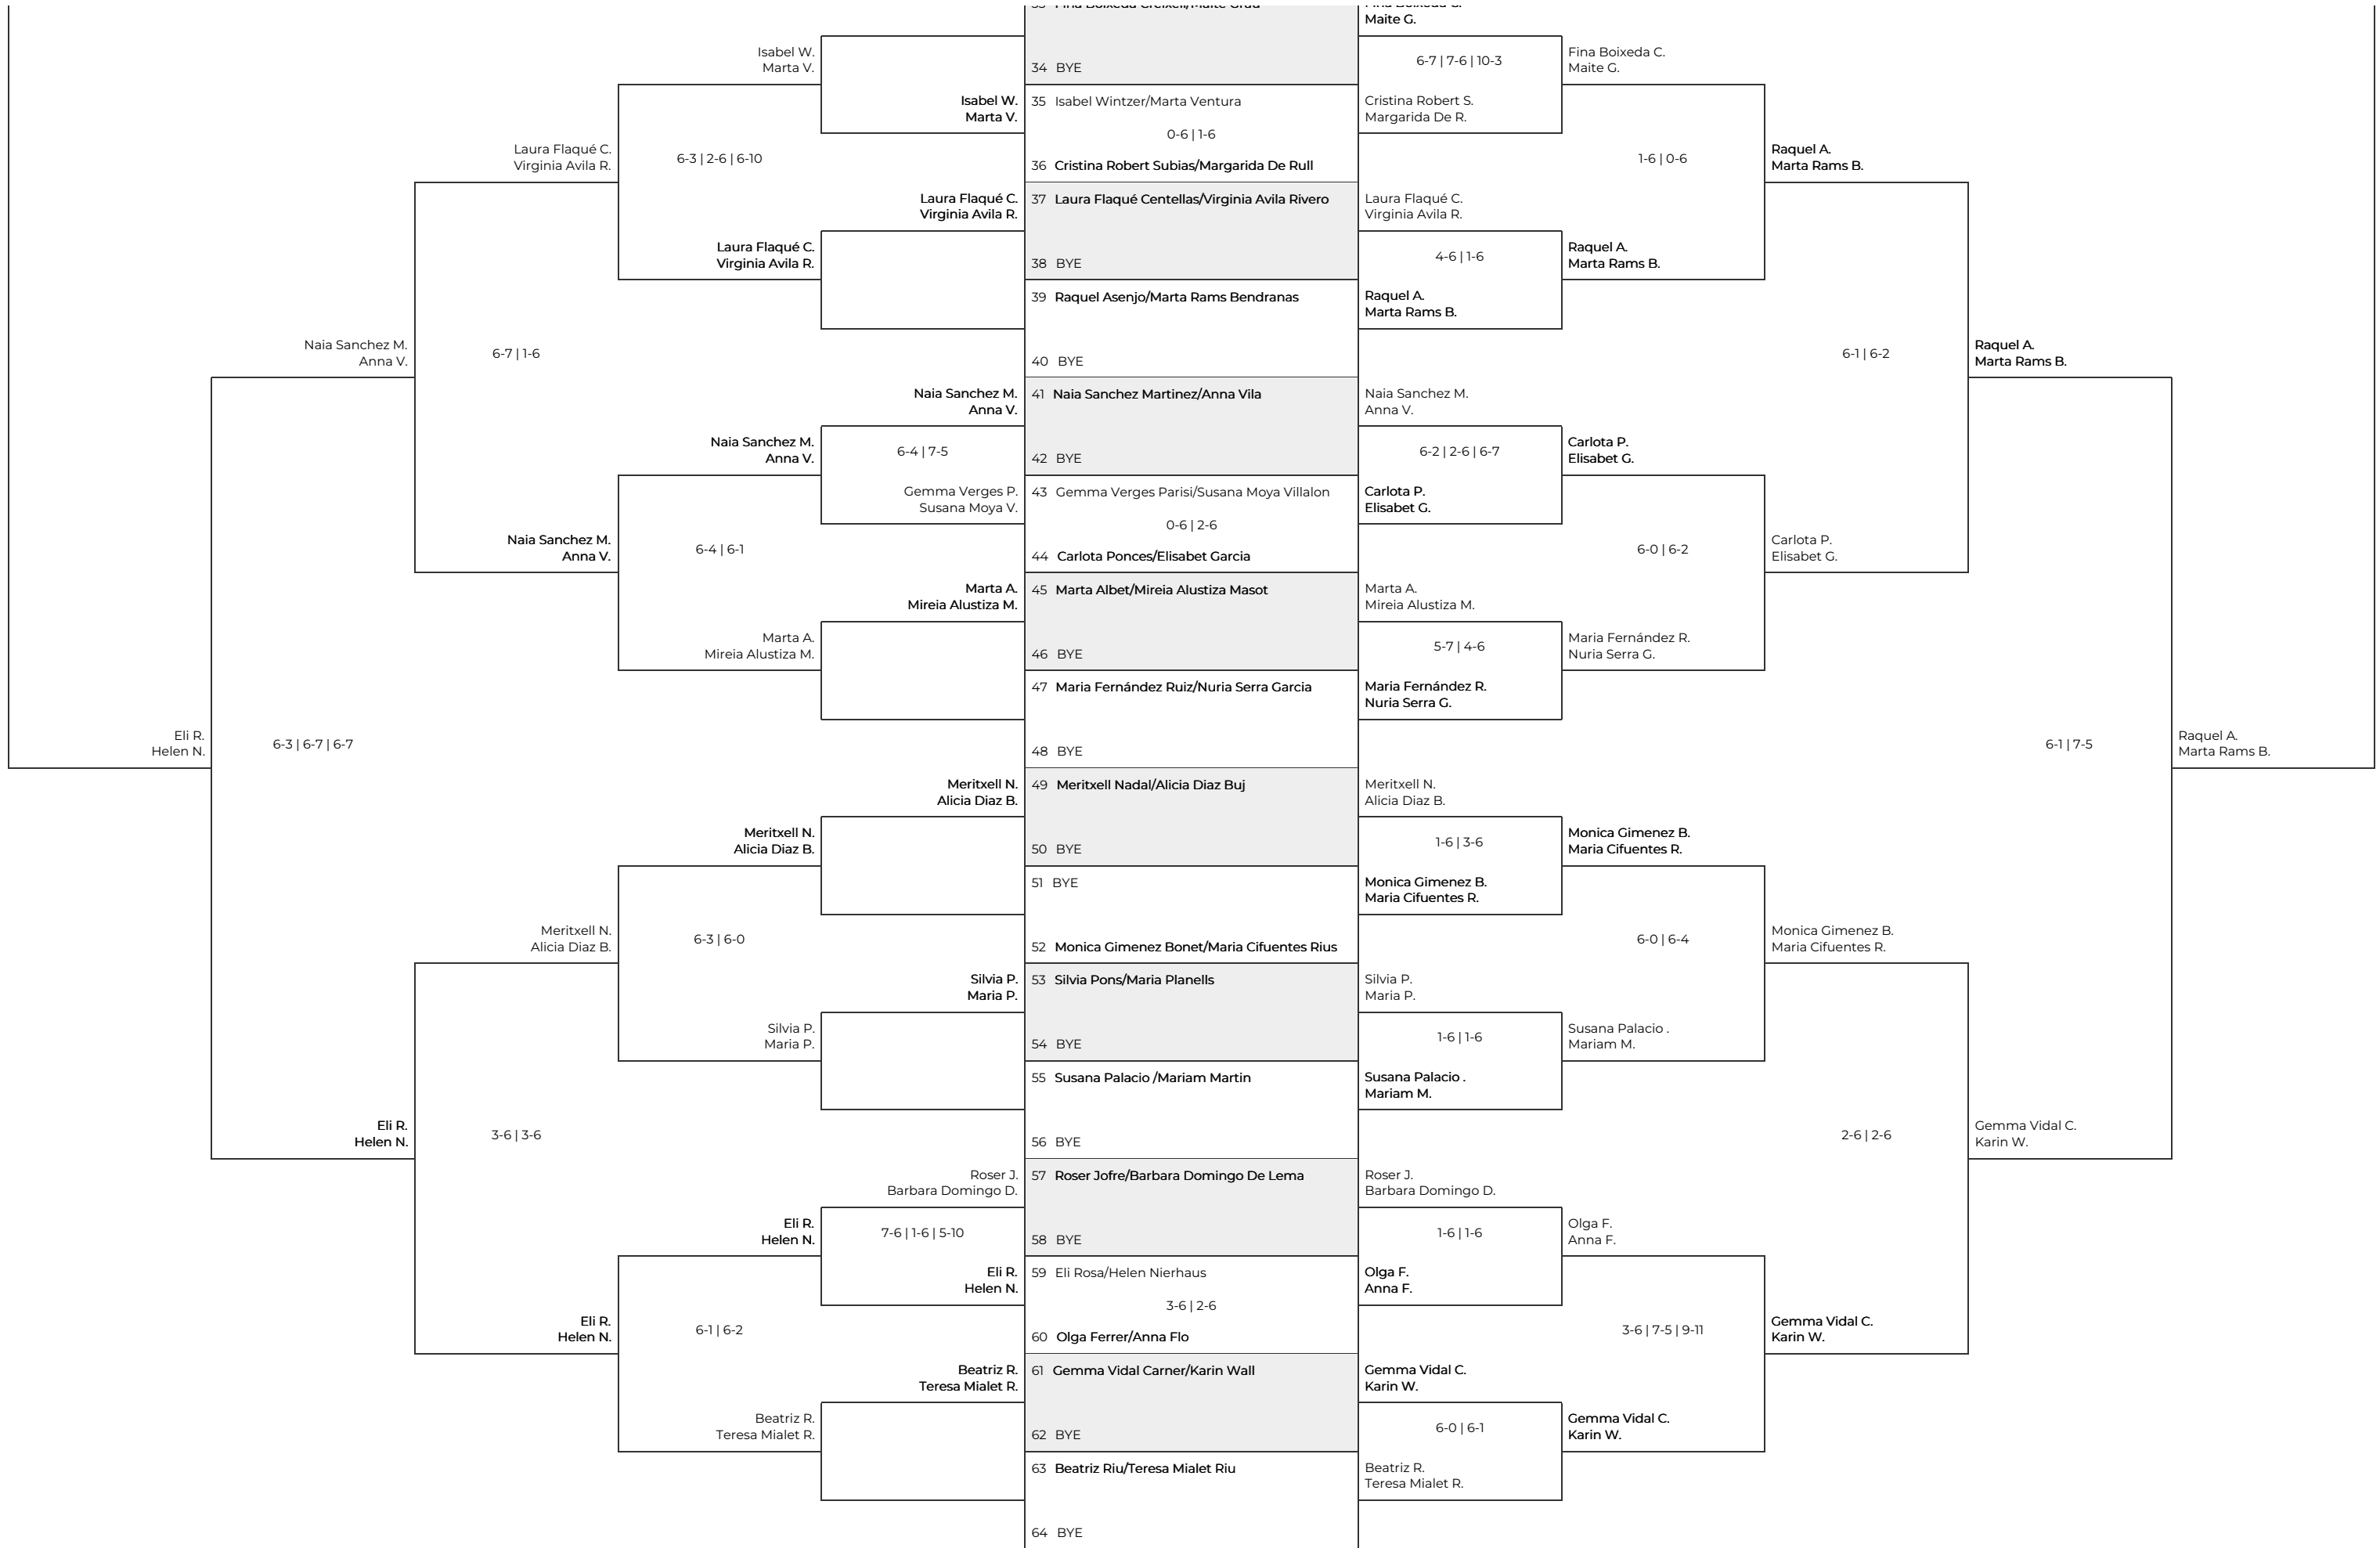 Maite G.
Isabel W.
Marta V.
34 BYE
6-7 | 7-6 | 10-3
Fina Boixeda C.
Maite G.
Isabel W.
Marta V.
35 Isabel Wintzer/Marta Ventura
0-6 | 1-6
36 Cristina Robert Subias/Margarida De Rull
Cristina Robert S.
Margarida De R.
Laura Flaqué C.
Virginia Avila R.
6-3 | 2-6 | 6-10
1-6 | 0-6
Raquel A.
Marta Rams B.
Laura Flaqué C.
Virginia Avila R.
37 Laura Flaqué Centellas/Virginia Avila Rivero
Laura Flaqué C.
Virginia Avila R.
Laura Flaqué C.
Virginia Avila R.
38 BYE
4-6 | 1-6
Raquel A.
Marta Rams B.
39 Raquel Asenjo/Marta Rams Bendranas
Raquel A.
Marta Rams B.
40 BYE
Naia Sanchez M.
Anna V.
6-7 | 1-6
6-1 | 6-2
Raquel A.
Marta Rams B.
Naia Sanchez M.
Anna V.
41 Naia Sanchez Martinez/Anna Vila
Naia Sanchez M.
Anna V.
Naia Sanchez M.
Anna V.
6-4 | 7-5
42 BYE
6-2 | 2-6 | 6-7
Carlota P.
Elisabet G.
Gemma Verges P.
Susana Moya V.
43 Gemma Verges Parisi/Susana Moya Villalon
0-6 | 2-6
44 Carlota Ponces/Elisabet Garcia
Carlota P.
Elisabet G.
Naia Sanchez M.
Anna V.
6-4 | 6-1
6-0 | 6-2
Carlota P.
Elisabet G.
Marta A.
Mireia Alustiza M.
45 Marta Albet/Mireia Alustiza Masot
Marta A.
Mireia Alustiza M.
Marta A.
Mireia Alustiza M.
46 BYE
5-7 | 4-6
Maria Fernández R.
Nuria Serra G.
47 Maria Fernández Ruiz/Nuria Serra Garcia
Maria Fernández R.
Nuria Serra G.
48 BYE
Eli R.
Helen N.
6-3 | 6-7 | 6-7
6-1 | 7-5
Raquel A.
Marta Rams B.
Meritxell N.
Alicia Diaz B.
49 Meritxell Nadal/Alicia Diaz Buj
Meritxell N.
Alicia Diaz B.
Meritxell N.
Alicia Diaz B.
50 BYE
1-6 | 3-6
Monica Gimenez B.
Maria Cifuentes R.
51 BYE
Monica Gimenez B.
Maria Cifuentes R.
52 Monica Gimenez Bonet/Maria Cifuentes Rius
Meritxell N.
Alicia Diaz B.
6-3 | 6-0
6-0 | 6-4
Monica Gimenez B.
Maria Cifuentes R.
Silvia P.
Maria P.
53 Silvia Pons/Maria Planells
Silvia P.
Maria P.
Silvia P.
Maria P.
54 BYE
1-6 | 1-6
Susana Palacio .
Mariam M.
55 Susana Palacio /Mariam Martin
Susana Palacio .
Mariam M.
56 BYE
Eli R.
Helen N.
3-6 | 3-6
2-6 | 2-6
Gemma Vidal C.
Karin W.
Roser J.
Barbara Domingo D.
57 Roser Jofre/Barbara Domingo De Lema
Roser J.
Barbara Domingo D.
Eli R.
Helen N.
7-6 | 1-6 | 5-10
58 BYE
1-6 | 1-6
Olga F.
Anna F.
Eli R.
Helen N.
59 Eli Rosa/Helen Nierhaus
3-6 | 2-6
60 Olga Ferrer/Anna Flo
Olga F.
Anna F.
Eli R.
Helen N.
6-1 | 6-2
3-6 | 7-5 | 9-11
Gemma Vidal C.
Karin W.
Beatriz R.
Teresa Mialet R.
61 Gemma Vidal Carner/Karin Wall
Gemma Vidal C.
Karin W.
Beatriz R.
Teresa Mialet R.
62 BYE
6-0 | 6-1
Gemma Vidal C.
Karin W.
63 Beatriz Riu/Teresa Mialet Riu
Beatriz R.
Teresa Mialet R.
64 BYE